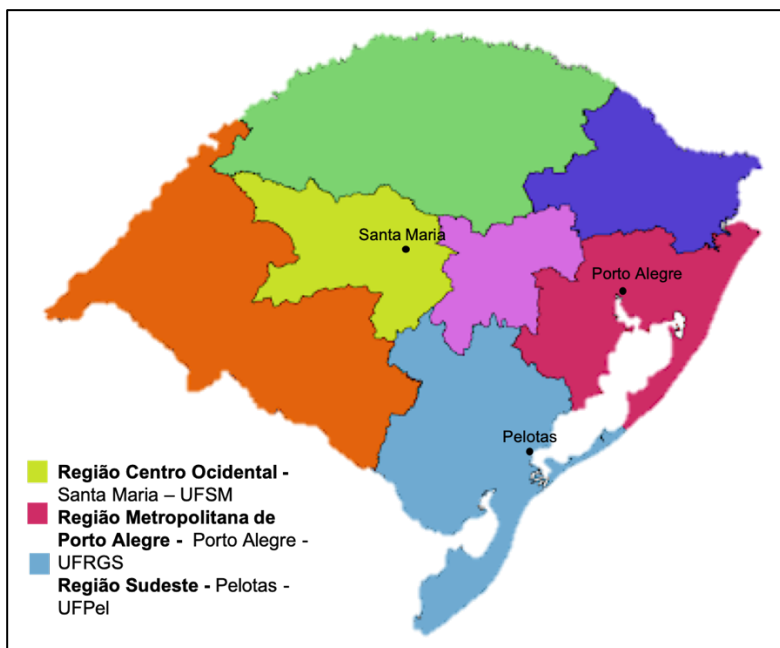 Santa Maria
Porto Alegre
Pelotas
Região Centro Ocidental -
Santa Maria – UFSM
Região Metropolitana de
Porto Alegre - Porto Alegre -
UFRGS
Região Sudeste - Pelotas -
UFPel